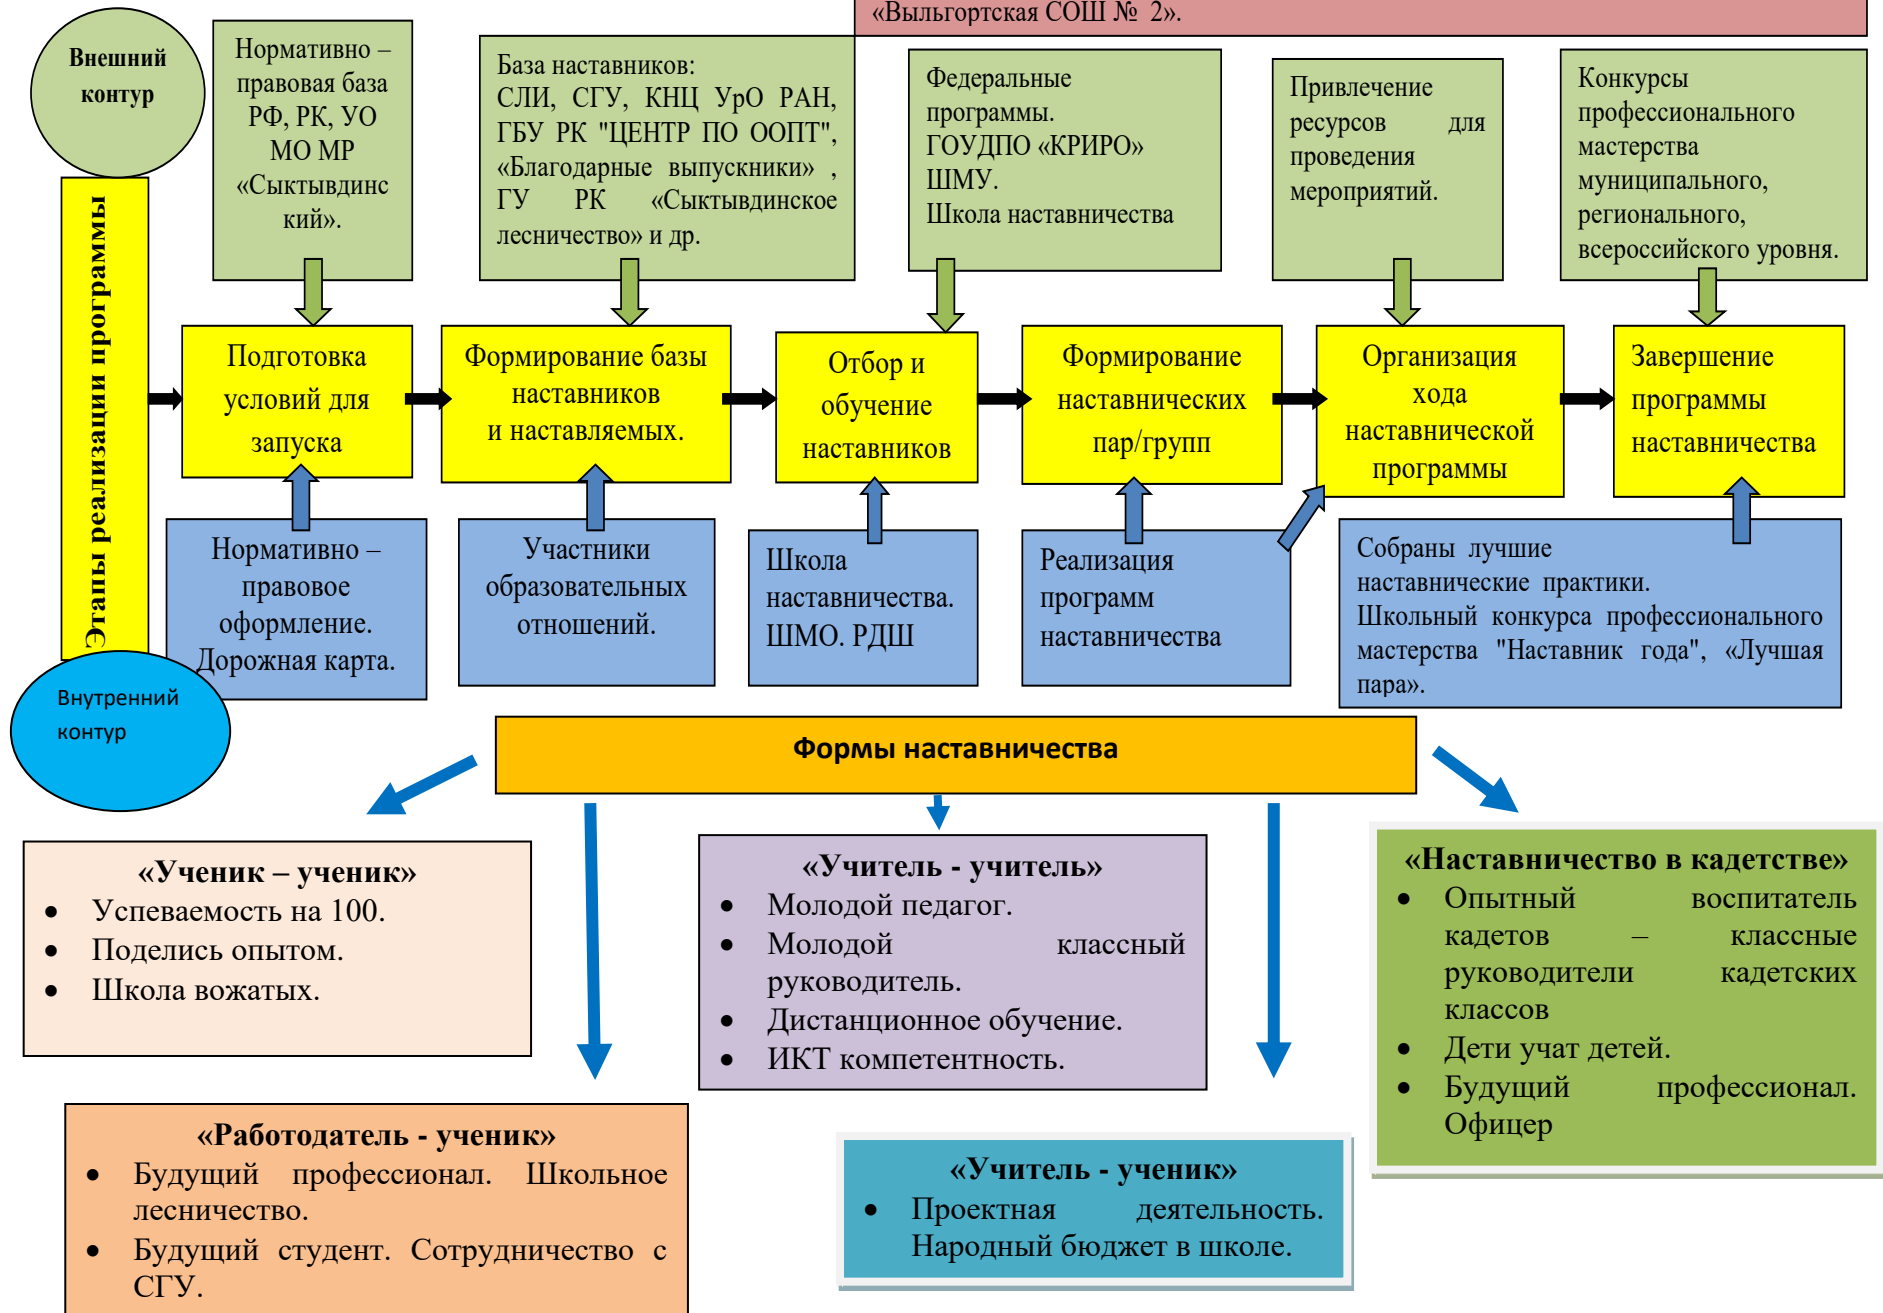 «Выльгортская СОШ № 2».
Внешний
контур
Нормативно –
правовая база
РФ, РК, УО
МО МР
«Сыктывдинс
кий».
База наставников:
СЛИ, СГУ, КНЦ УрО РАН,
ГБУ РК "ЦЕНТР ПО ООПТ",
«Благодарные выпускники» ,
ГУ РК «Сыктывдинское
лесничество» и др.
Федеральные
программы.
ГОУДПО «КРИРО»
ШМУ.
Школа наставничества
Привлечение
ресурсов для
проведения
мероприятий.
Конкурсы
профессионального
мастерства
муниципального,
регионального,
всероссийского уровня.
Этапы реализации программы
Подготовка
условий для
запуска
Формирование базы
наставников
и наставляемых.
Отбор и
обучение
наставников
Формирование
наставнических
пар/групп
Организация
хода
наставнической
программы
Завершение
программы
наставничества
Нормативно –
правовое
оформление.
Дорожная карта.
Участники
образовательных
отношений.
Школа
наставничества.
ШМО. РДШ
Реализация
программ
наставничества
Собраны лучшие
наставнические практики.
Школьный конкурса профессионального
мастерства "Наставник года", «Лучшая
пара».
Внутренний
контур
Формы наставничества
«Ученик – ученик»
• Успеваемость на 100.
• Поделись опытом.
• Школа вожатых.
«Учитель - учитель»
• Молодой педагог.
• Молодой классный
руководитель.
• Дистанционное обучение.
• ИКТ компетентность.
«Наставничество в кадетстве»
• Опытный воспитатель
кадетов – классные
руководители кадетских
классов
• Дети учат детей.
• Будущий профессионал.
Офицер
«Работодатель - ученик»
• Будущий профессионал. Школьное
лесничество.
• Будущий студент. Сотрудничество с
СГУ.
«Учитель - ученик»
• Проектная деятельность.
Народный бюджет в школе.